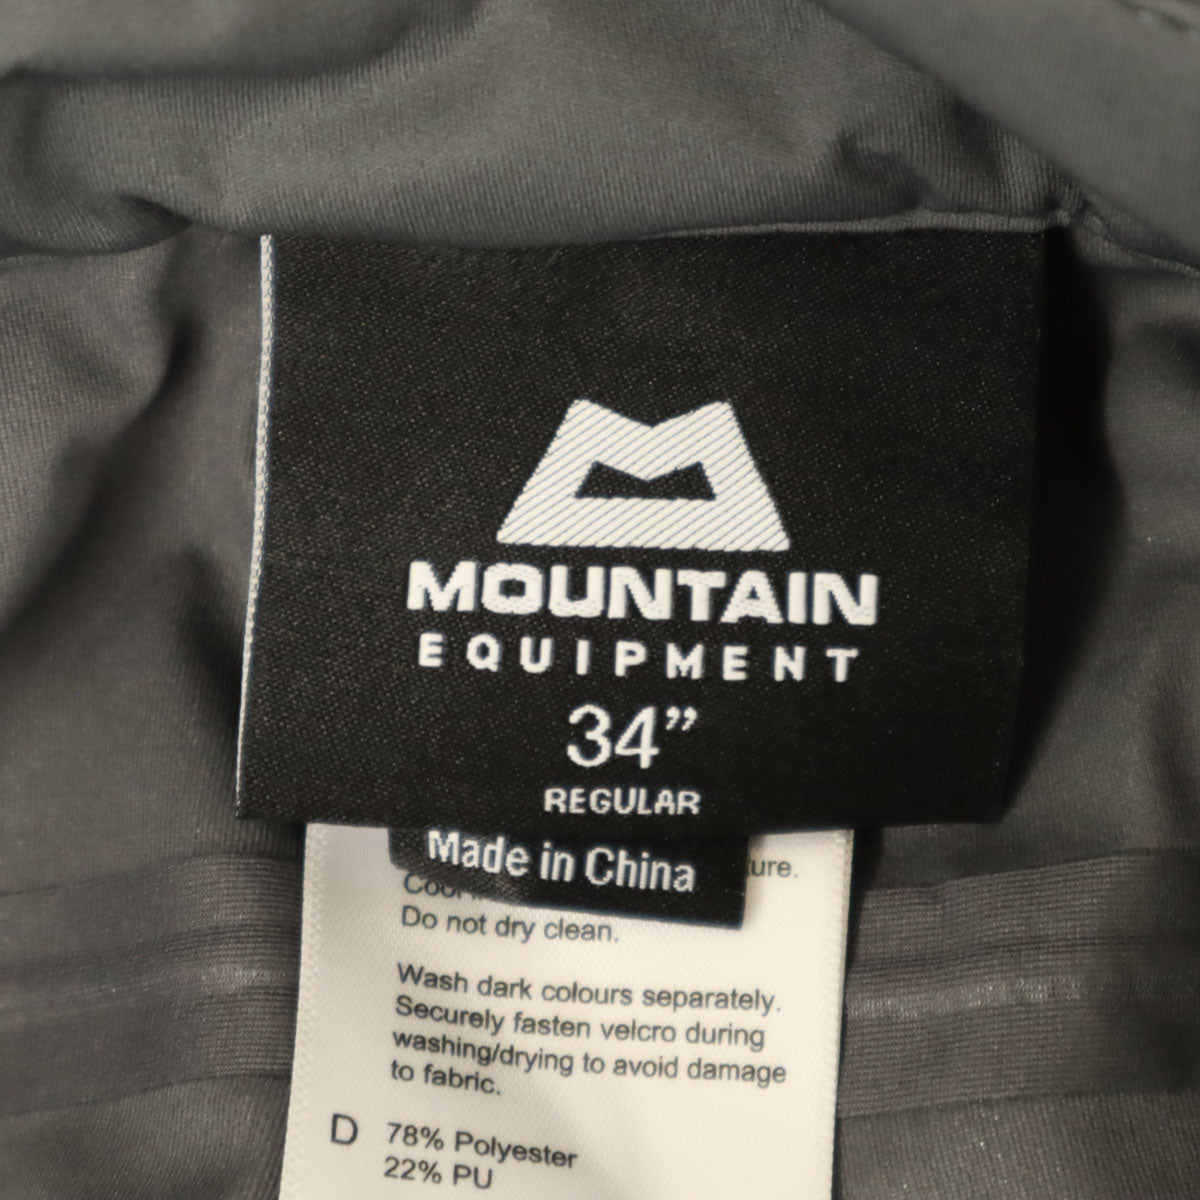 MOUNTAIN
EQUIPMENT
34”
REGULAR
Made in China
Do not dry clean.
Wash dark colours separately.
Securely fasten velcro during
washing/drying to avoid damage
to fabric.
D 78% Polyester
22% PU